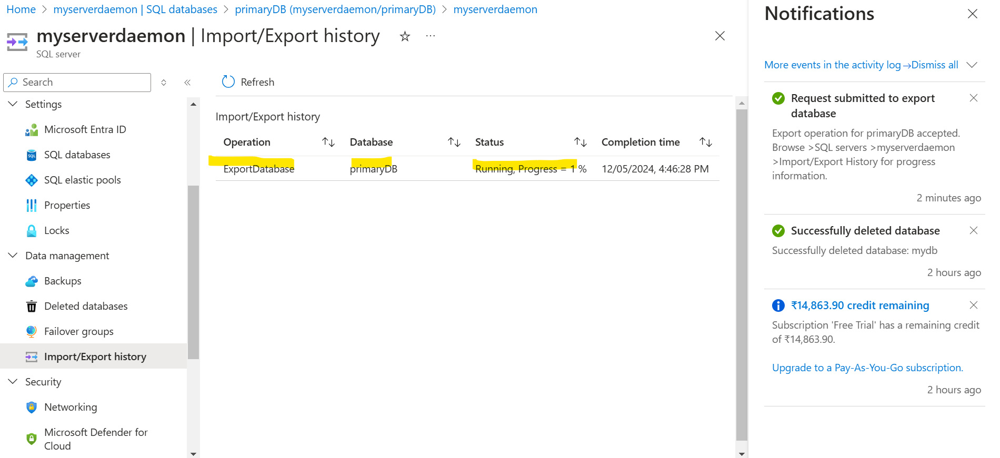 Home > myserverdaemon | SQL databases > primaryDB (myserverdaemon/primaryDB) > myserverdaemon
myserverdaemon | Import/Export history
SQL server
Search
Settings
Microsoft Entra ID
SQL databases
SQL elastic pools
Properties
Locks
Data management
Backups
Deleted databases
Failover groups
Import/Export history
Security
Networking
Microsoft Defender for
Cloud
Refresh
Import/Export history
Operation Database Status Completion time
ExportDatabase primaryDB Running, Progress = 1 % 12/05/2024, 4:46:28 PM
Notifications
More events in the activity log→Dismiss all
Request submitted to export
database
Export operation for primaryDB accepted.
Browse >SQL servers >myserverdaemon
>Import/Export History for progress
information.
2 minutes ago
Successfully deleted database
Successfully deleted database: mydb
2 hours ago
₹14,863.90 credit remaining
Subscription 'Free Trial' has a remaining credit
of ₹14,863.90.
Upgrade to a Pay-As-You-Go subscription.
2 hours ago